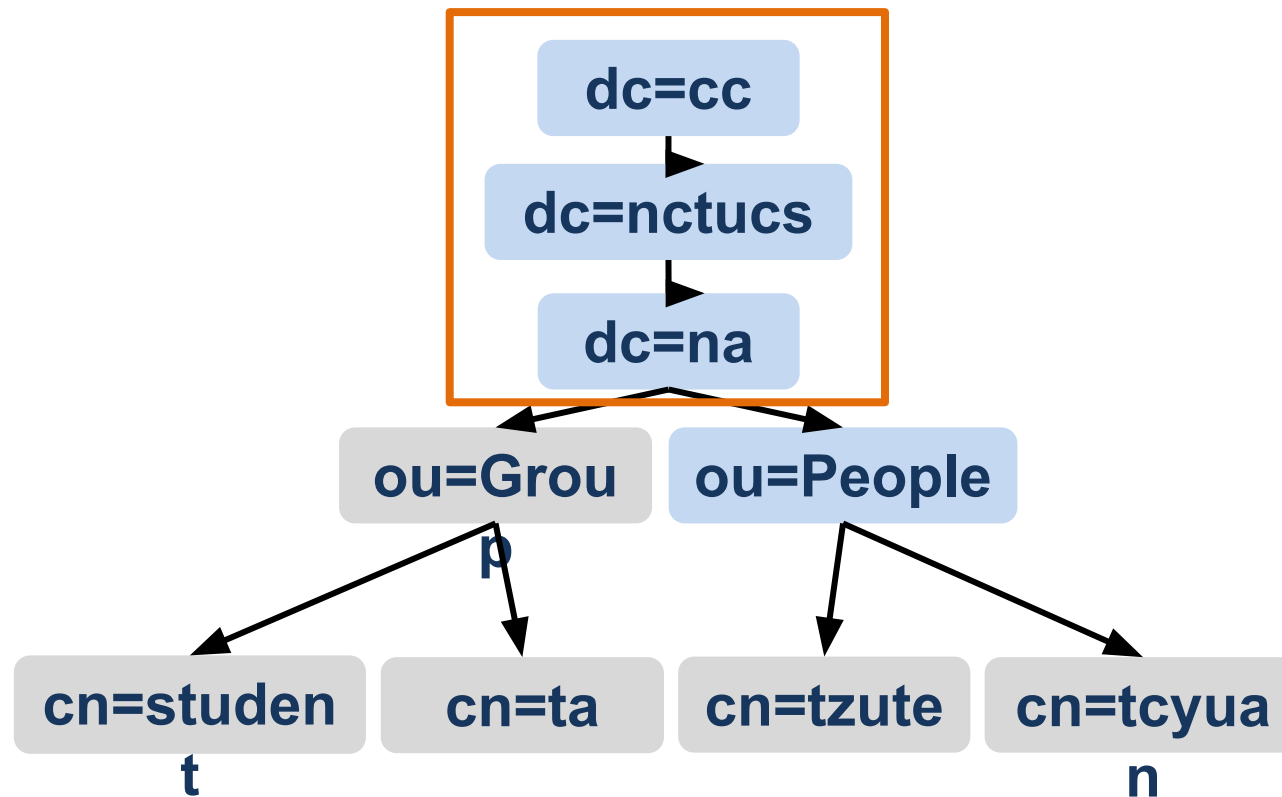 dc=cc
dc=nctucs
dc=na
ou=Grou
p
ou=People
cn=studen
t
cn=ta
cn=tzute
cn=tcyua
n